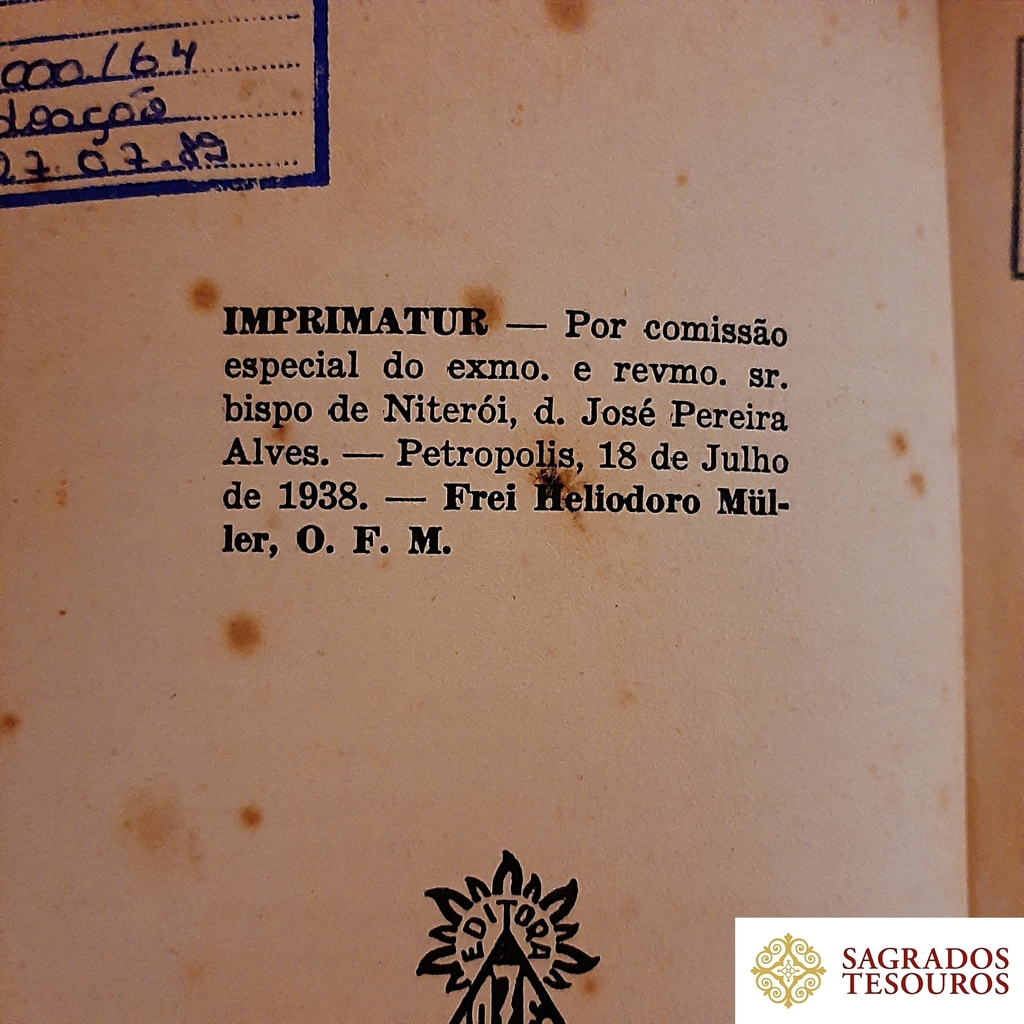 000/64
doação
27.07.89
IMPRIMATUR — Por comissão
especial do exmo. e revmo. sr.
bispo de Niterói, d. José Pereira
Alves. — Petropolis, 18 de Julho
de 1938. — Frei Heliodoro Mül-
ler, O. F. M.
EDITORA
SAGRADOS
TESOUROS